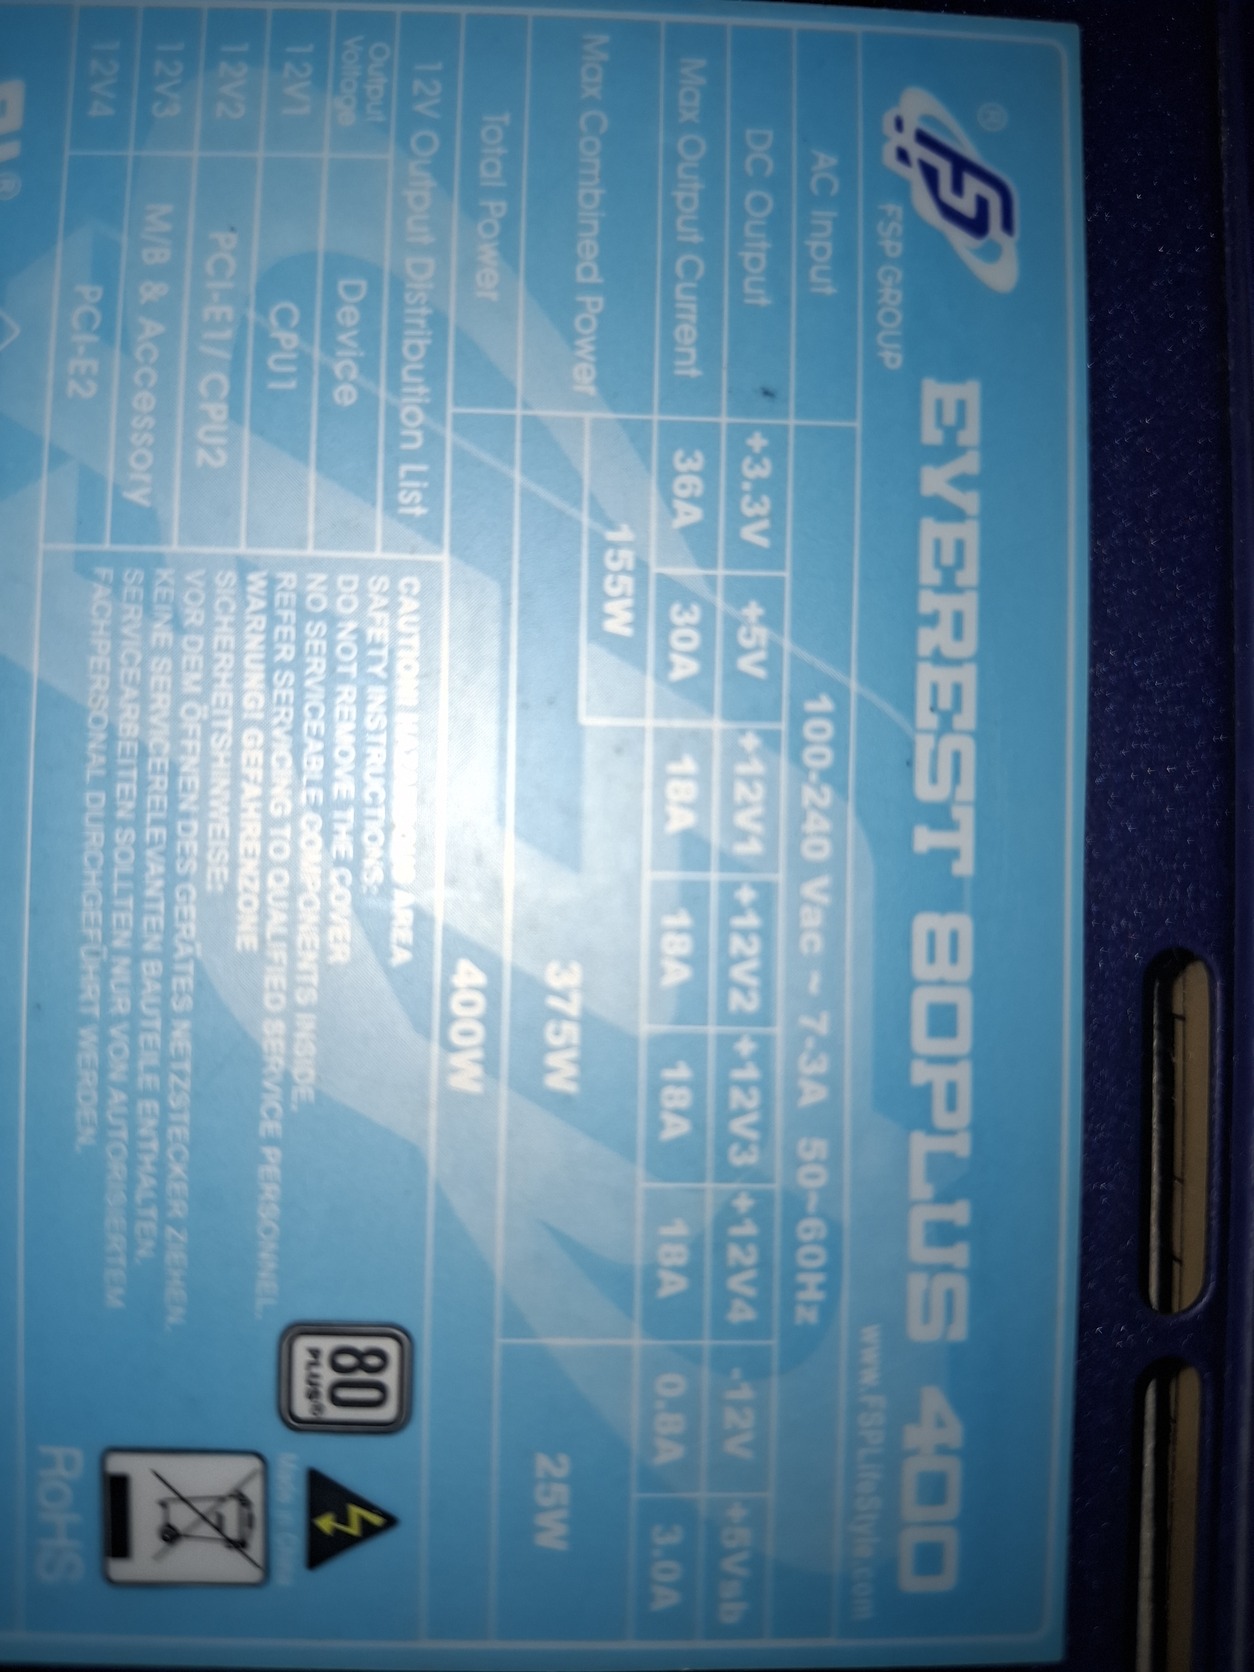 ®
FSP GROUP
EVEREST 80PLUS 400
www.FSPLifeStyle.com
AC Input 100-240 Vac ~ 7-3A 50~60Hz
DC Output +3.3V +5V +12V1 +12V2 +12V3 +12V4 -12V +5Vsb
Max Output Current 36A 30A 18A 18A 18A 18A 0.8A 3.0A
Max Combined Power 155W
375W 25W
Total Power 400W
12V Output Distribution List
Output Voltage Device
12V1 CPU1
12V2 PCI-E1/ CPU2
12V3 M/B & Accessory
12V4 PCI-E2
CAUTION! HAZARDOUS AREA
SAFETY INSTRUCTIONS:
DO NOT REMOVE THE COVER
NO SERVICEABLE COMPONENTS INSIDE.
REFER SERVICING TO QUALIFIED SERVICE PERSONNEL.
WARNUNG! GEFAHRENZONE
SICHERHEITSHINWEISE:
VOR DEM ÖFFNEN DES GERÄTES NETZSTECKER ZIEHEN.
KEINE SERVICERELEVANTEN BAUTEILE ENTHALTEN.
SERVICEARBEITEN SOLLTEN NUR VON AUTORISIERTEM
FACHPERSONAL DURCHGEFÜHRT WERDEN.
80
PLUS®
RoHS
®